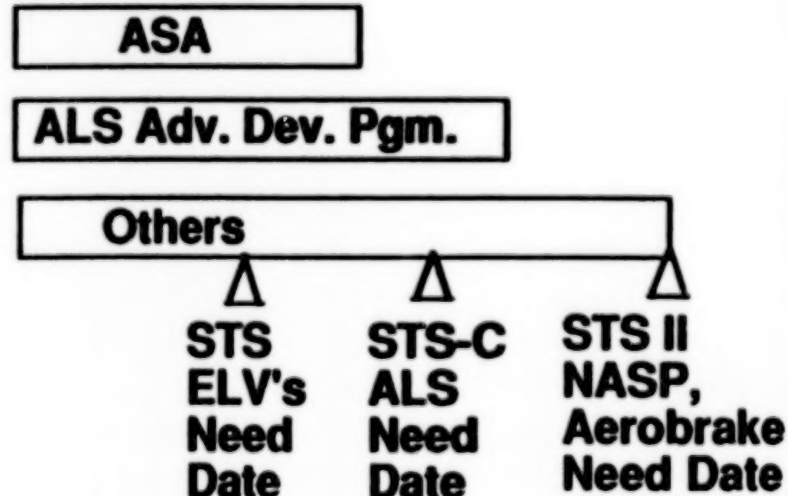 ASA
ALS Adv. Dev. Pgm.
Others
STS
ELV's
Need
Date
STS-C
ALS
Need
Date
STS II
NASP,
Aerobrake
Need Date